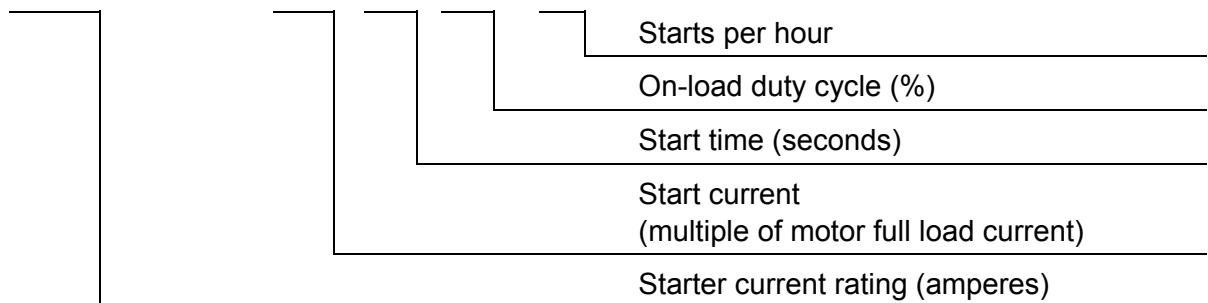 Starts per hour
On-load duty cycle (%)
Start time (seconds)
Start current
(multiple of motor full load current)
Starter current rating (amperes)